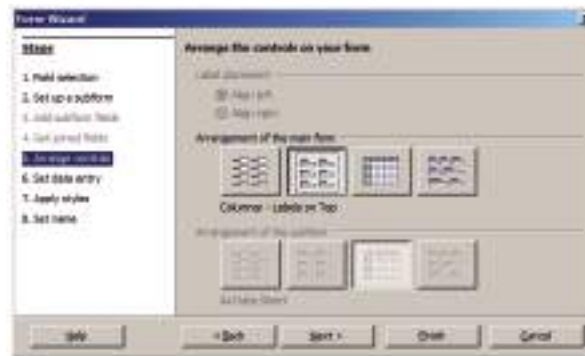 Form Wizard
Steps
1. Field selection
2. Set up a subform
3. Add subform fields
4. Get joined fields
5. Arrange controls
6. Set data entry
7. Apply styles
8. Set name
Arrange the controls on your form
Label placement
Align left
Align right
Arrangement of the main form
Columnar - Labels on Top
Arrangement of the subform
As Data Sheet
Help
< Back
Next >
Finish
Cancel